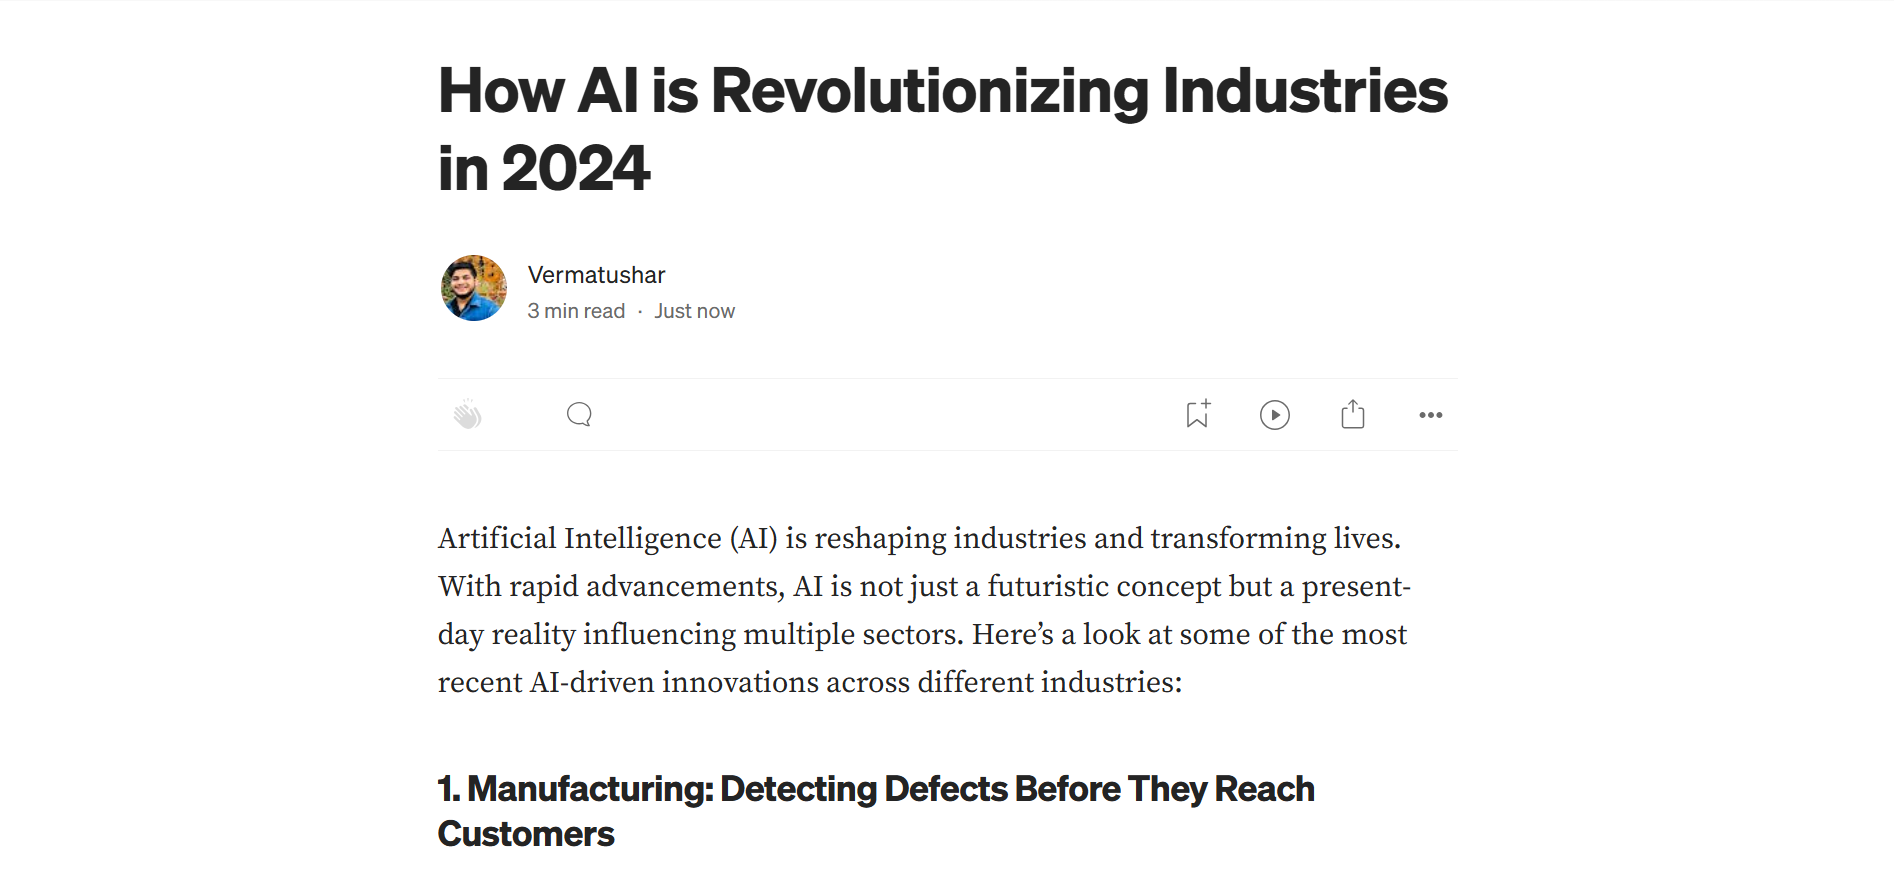 How AI is Revolutionizing Industries
in 2024
Vermatushar
3 min read · Just now
Artificial Intelligence (AI) is reshaping industries and transforming lives.
With rapid advancements, AI is not just a futuristic concept but a present-
day reality influencing multiple sectors. Here’s a look at some of the most
recent AI-driven innovations across different industries:
1. Manufacturing: Detecting Defects Before They Reach
Customers